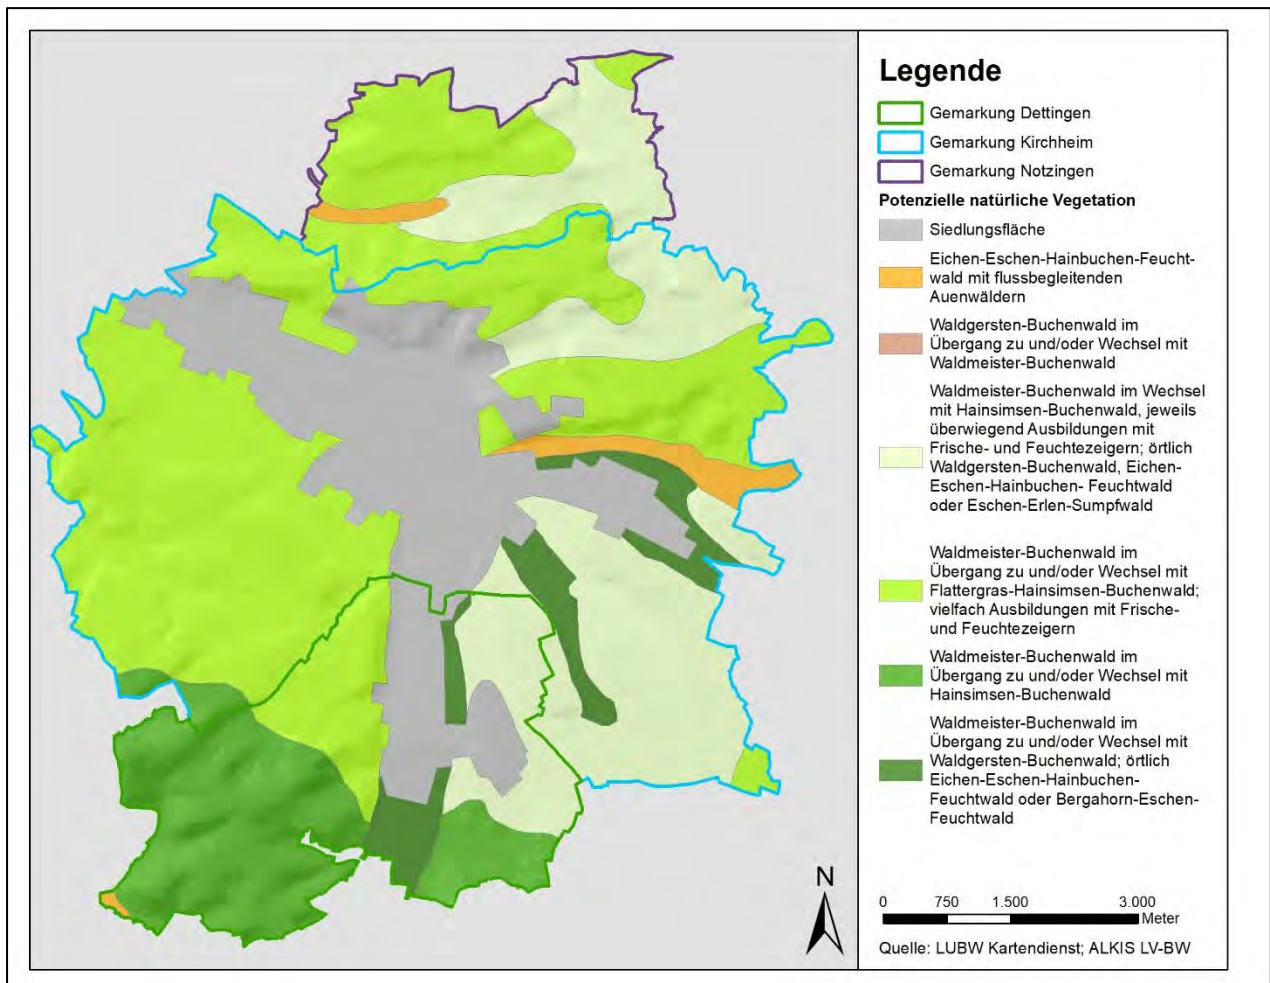 Legende
Gemarkung Dettingen
Gemarkung Kirchheim
Gemarkung Notzingen
Potenzielle natürliche Vegetation
Siedlungsfläche
Eichen-Eschen-Hainbuchen-Feucht-
wald mit flussbegleitenden
Auenwäldern
Waldgersten-Buchenwald im
Übergang zu und/oder Wechsel mit
Waldmeister-Buchenwald
Waldmeister-Buchenwald im Wechsel
mit Hainsimsen-Buchenwald, jeweils
überwiegend Ausbildungen mit
Frische- und Feuchtezeigern; örtlich
Waldgersten-Buchenwald, Eichen-
Eschen-Hainbuchen- Feuchtwald
oder Eschen-Erlen-Sumpfwald
Waldmeister-Buchenwald im
Übergang zu und/oder Wechsel mit
Flattergras-Hainsimsen-Buchenwald;
vielfach Ausbildungen mit Frische-
und Feuchtezeigern
Waldmeister-Buchenwald im
Übergang zu und/oder Wechsel mit
Hainsimsen-Buchenwald
Waldmeister-Buchenwald im
Übergang zu und/oder Wechsel mit
Waldgersten-Buchenwald; örtlich
Eichen-Eschen-Hainbuchen-
Feuchtwald oder Bergahorn-Eschen-
Feuchtwald
N
0 750 1.500 3.000
Meter
Quelle: LUBW Kartendienst; ALKIS LV-BW